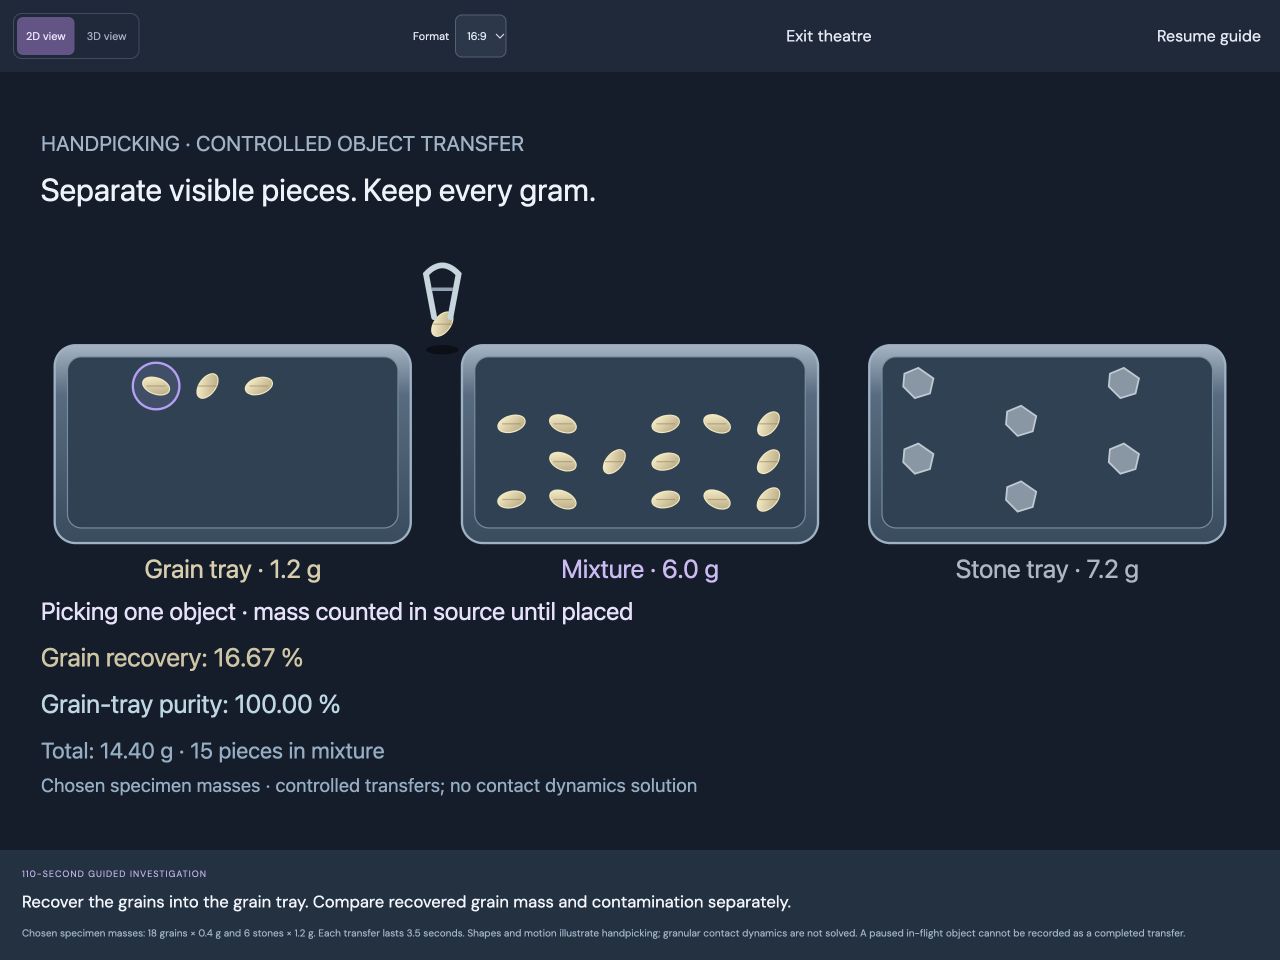 2D view
3D view
Format
16:9
Exit theatre
Resume guide
HANDPICKING · CONTROLLED OBJECT TRANSFER
Separate visible pieces. Keep every gram.
Grain tray · 1.2 g
Mixture · 6.0 g
Stone tray · 7.2 g
Picking one object · mass counted in source until placed
Grain recovery: 16.67 %
Grain-tray purity: 100.00 %
Total: 14.40 g · 15 pieces in mixture
Chosen specimen masses · controlled transfers; no contact dynamics solution
110-SECOND GUIDED INVESTIGATION
Recover the grains into the grain tray. Compare recovered grain mass and contamination separately.
Chosen specimen masses: 18 grains × 0.4 g and 6 stones × 1.2 g. Each transfer lasts 3.5 seconds. Shapes and motion illustrate handpicking; granular contact dynamics are not solved. A paused in-flight object cannot be recorded as a completed transfer.